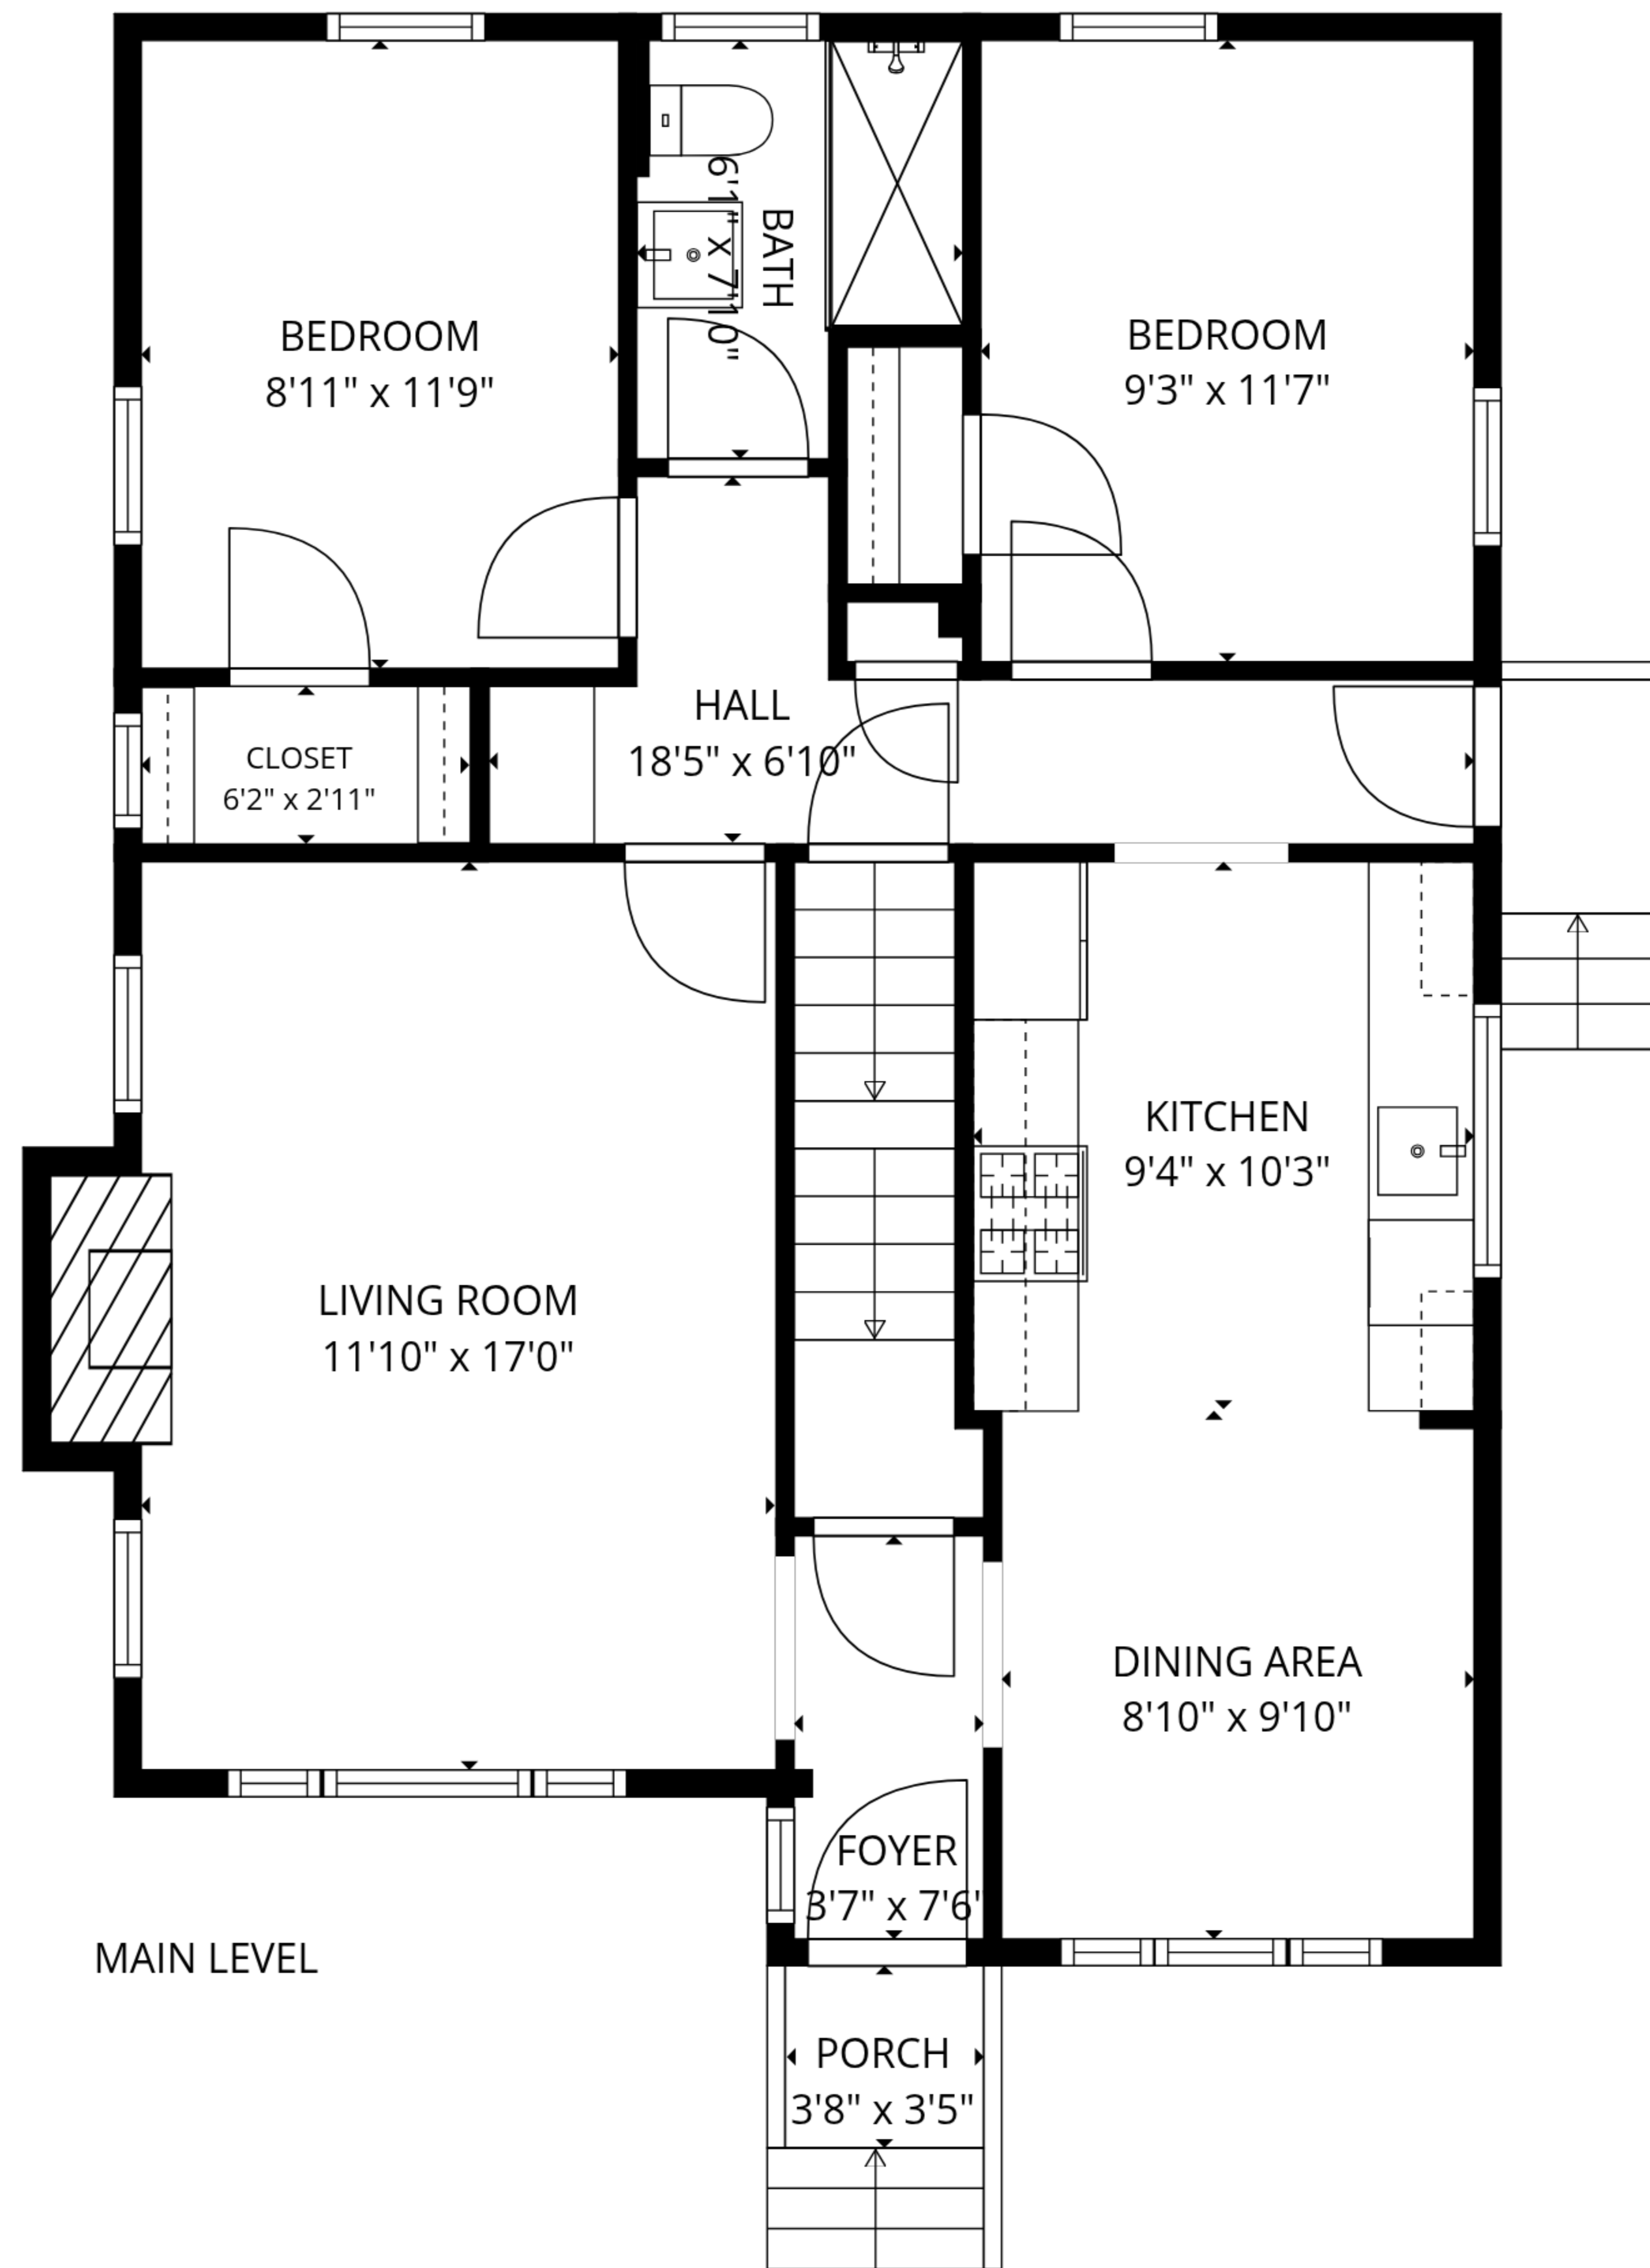 BATH
6'1" x 7'10"
BEDROOM
8'11" x 11'9"
BEDROOM
9'3" x 11'7"
HALL
18'5" x 6'10"
CLOSET
6'2" x 2'11"
KITCHEN
9'4" x 10'3"
LIVING ROOM
11'10" x 17'0"
DINING AREA
8'10" x 9'10"
FOYER
3'7" x 7'6"
MAIN LEVEL
PORCH
3'8" x 3'5"